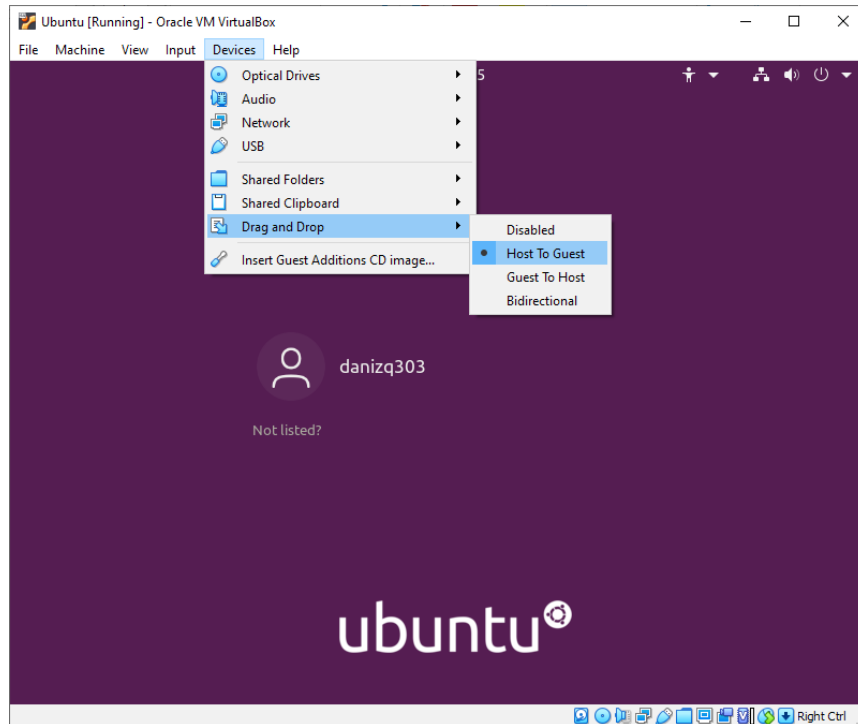 Ubuntu [Running] - Oracle VM VirtualBox
File Machine View Input Devices Help
Optical Drives
5
Audio
Network
USB
Shared Folders
Shared Clipboard
Drag and Drop
Insert Guest Additions CD image...
Disabled
Host To Guest
Guest To Host
Bidirectional
danizq303
Not listed?
ubuntu
Right Ctrl